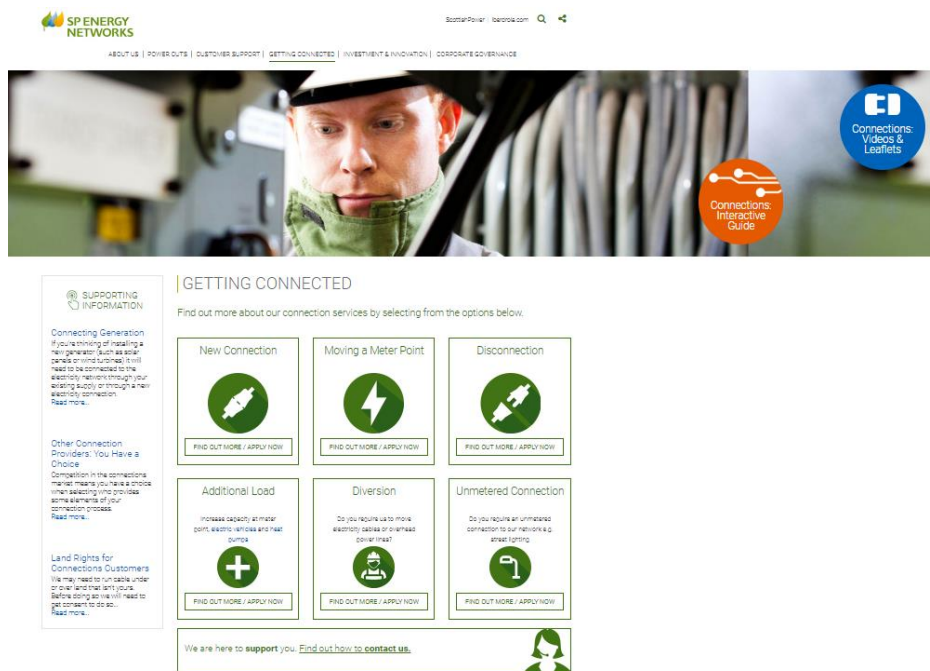 SP ENERGY
NETWORKS
ScottishPower Iberdrola.com
ABOUT US | POWER CUTS | CUSTOMER SUPPORT | GETTING CONNECTED | INVESTMENT & INNOVATION | CORPORATE GOVERNANCE
Connections:
Videos &
Leaflets
Connections:
Interactive
Guide
SUPPORTING
INFORMATION
Connecting Generation
If you're thinking of installing a
new generator (such as solar
panels or wind turbines) it will
need to be connected to the
electricity network through your
existing supply or through a new
electricity connection.
Read more...
Other Connection
Providers: You Have a
Choice
Competition in the connections
market means you have a choice
when selecting who provides
some elements of your
connection process.
Read more...
Land Rights for
Connections Customers
We may need to run cable under
or over land that isn't yours.
Before doing so we will need to
get consent to do so...
Read more...
GETTING CONNECTED
Find out more about our connection services by selecting from the options below.
New Connection
FIND OUT MORE / APPLY NOW
Moving a Meter Point
FIND OUT MORE / APPLY NOW
Disconnection
FIND OUT MORE / APPLY NOW
Additional Load
Increase capacity at meter
point, electric vehicles and heat
pumps
FIND OUT MORE / APPLY NOW
Diversion
Do you require us to move
electricity cables or overhead
power lines?
FIND OUT MORE / APPLY NOW
Unmetered Connection
Do you require an unmetered
connection to our network e.g.
street lighting
FIND OUT MORE / APPLY NOW
We are here to support you. Find out how to contact us.